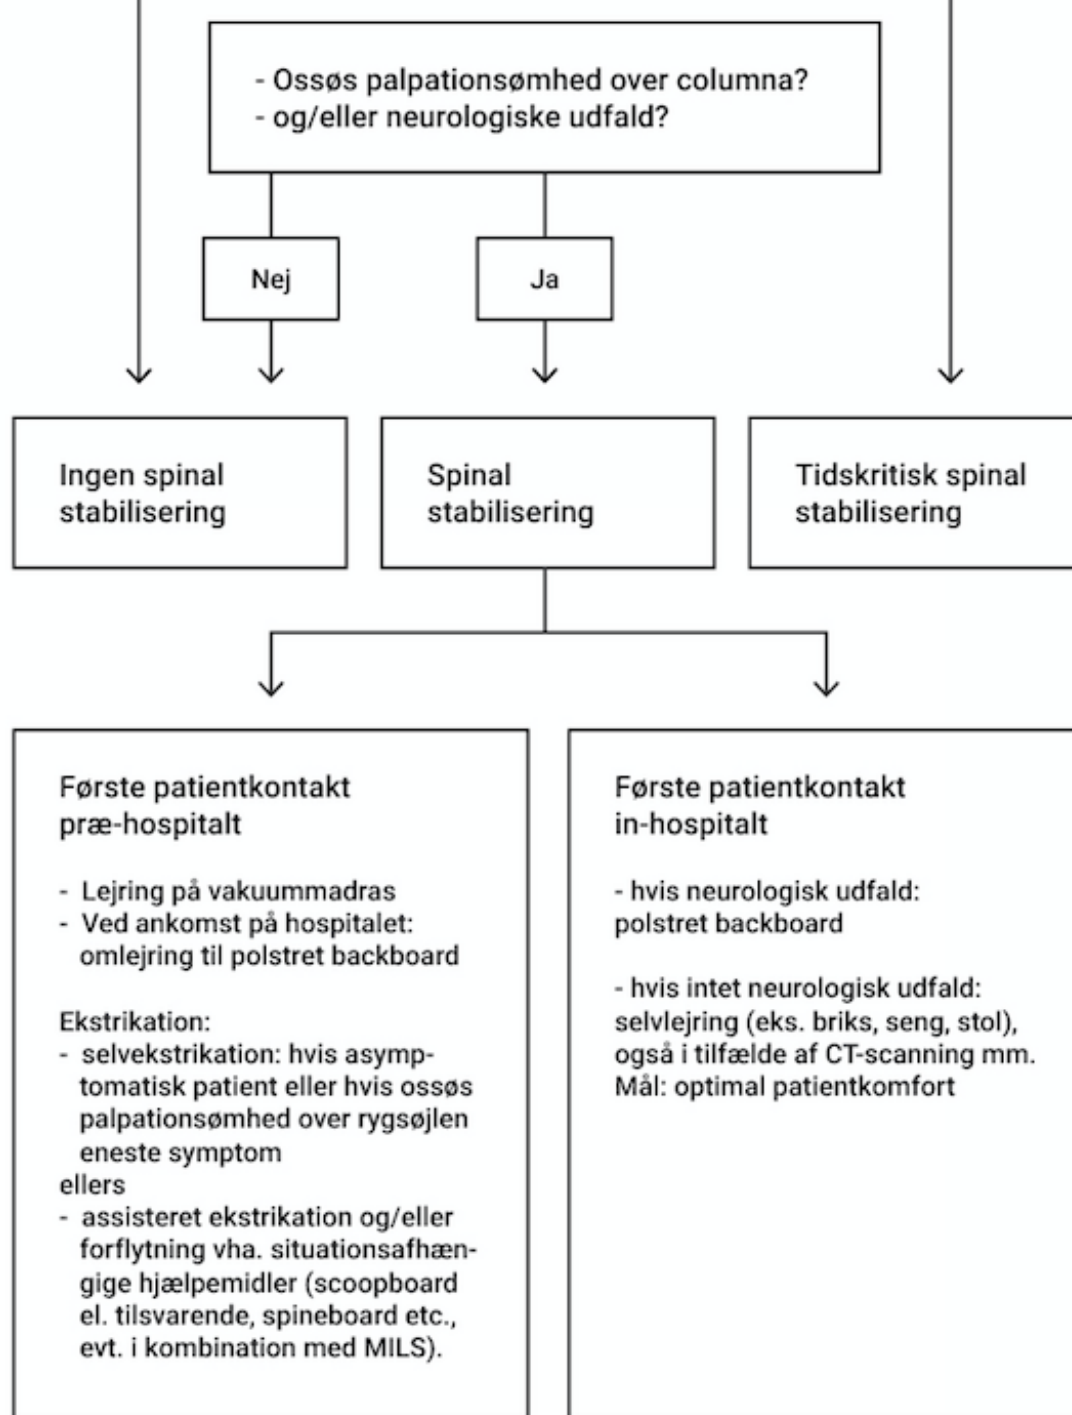 - Ossøs palpationsømhed over columna?
- og/eller neurologiske udfald?
Nej
Ja
Ingen spinal
stabilisering
Spinal
stabilisering
Tidskritisk spinal
stabilisering
Første patientkontakt
præ-hospitalt
- Lejring på vakuummadras
- Ved ankomst på hospitalet:
omlejring til polstret backboard
Ekstrikation:
- selvekstrikation: hvis asymp-
tomatisk patient eller hvis ossøs
palpationsømhed over rygsøjlen
eneste symptom
ellers
- assisteret ekstrikation og/eller
forflytning vha. situationsafhæn-
gige hjælpemidler (scoopboard
el. tilsvarende, spineboard etc.,
evt. i kombination med MILS).
Første patientkontakt
in-hospitalt
- hvis neurologisk udfald:
polstret backboard
- hvis intet neurologisk udfald:
selvlejring (eks. briks, seng, stol),
også i tilfælde af CT-scanning mm.
Mål: optimal patientkomfort